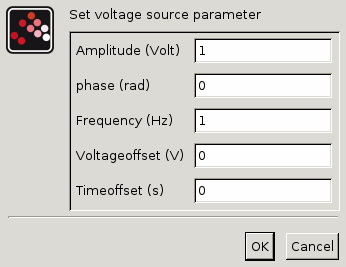 Set voltage source parameter
Amplitude (Volt) 1
phase (rad) 0
Frequency (Hz) 1
Voltageoffset (V) 0
Timeoffset (s) 0
OK Cancel